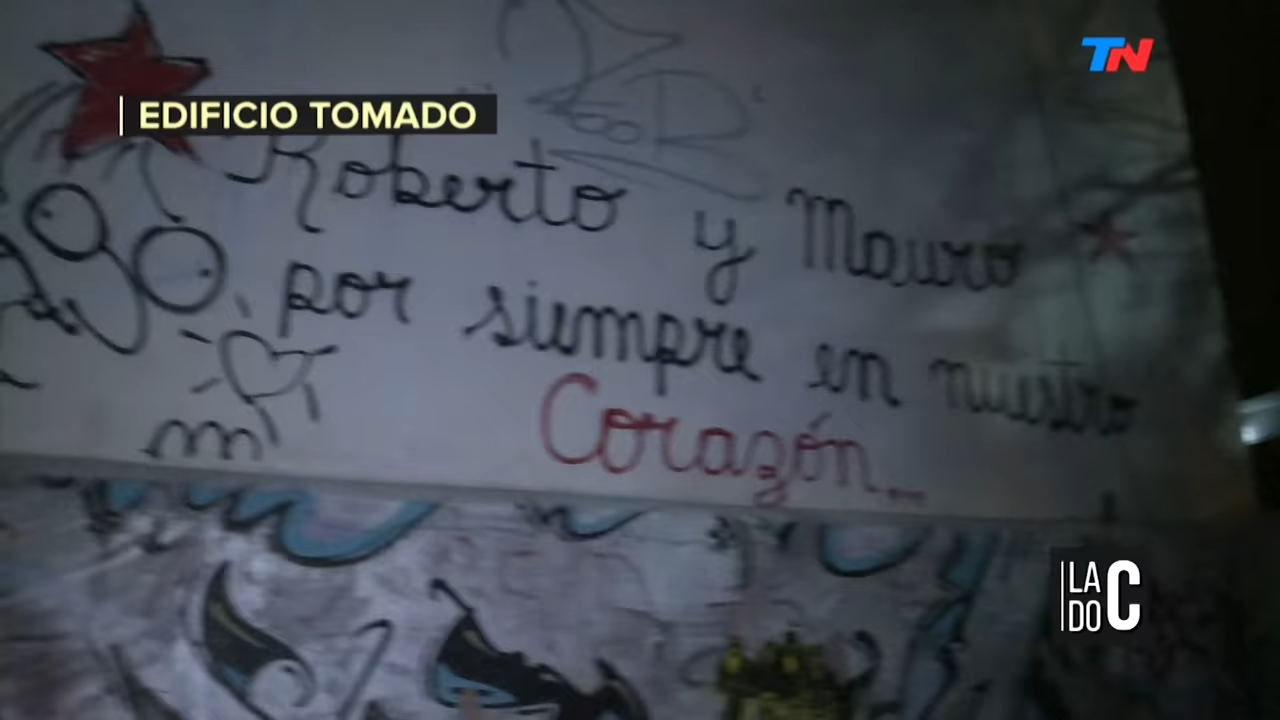 TN
EDIFICIO TOMADO
Roberto y Mauro
por siempre en nuestro
Corazón...
LA
DO C